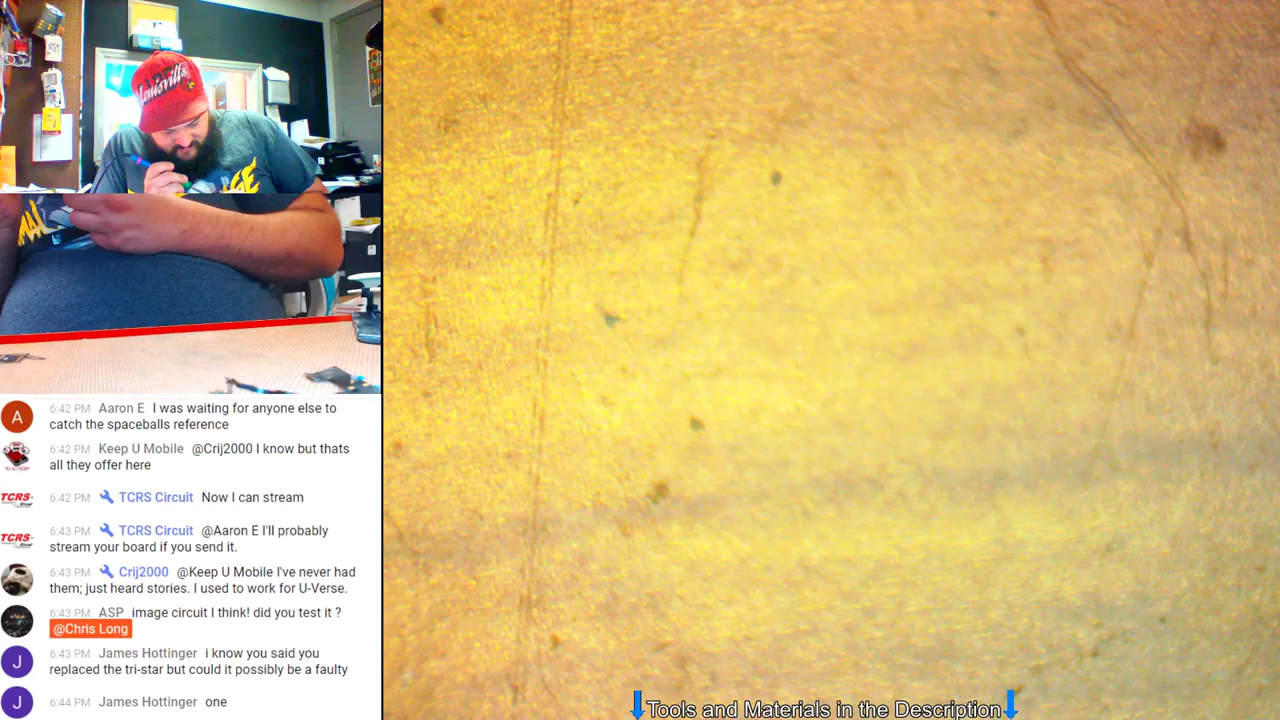 Louisville
6:42 PM Aaron E I was waiting for anyone else to
catch the spaceballs reference
6:42 PM Keep U Mobile @Crij2000 I know but thats
all they offer here
TCRS-
6:42 PM TCRS Circuit Now I can stream
TCRS-
6:43 PM TCRS Circuit @Aaron E I'll probably
stream your board if you send it.
6:43 PM Crij2000 @Keep U Mobile I've never had
them; just heard stories. I used to work for U-Verse.
6:43 PM ASP image circuit I think! did you test it ?
@Chris Long
6:43 PM James Hottinger i know you said you
replaced the tri-star but could it possibly be a faulty
6:44 PM James Hottinger one
A
J
J
Tools and Materials in the Description